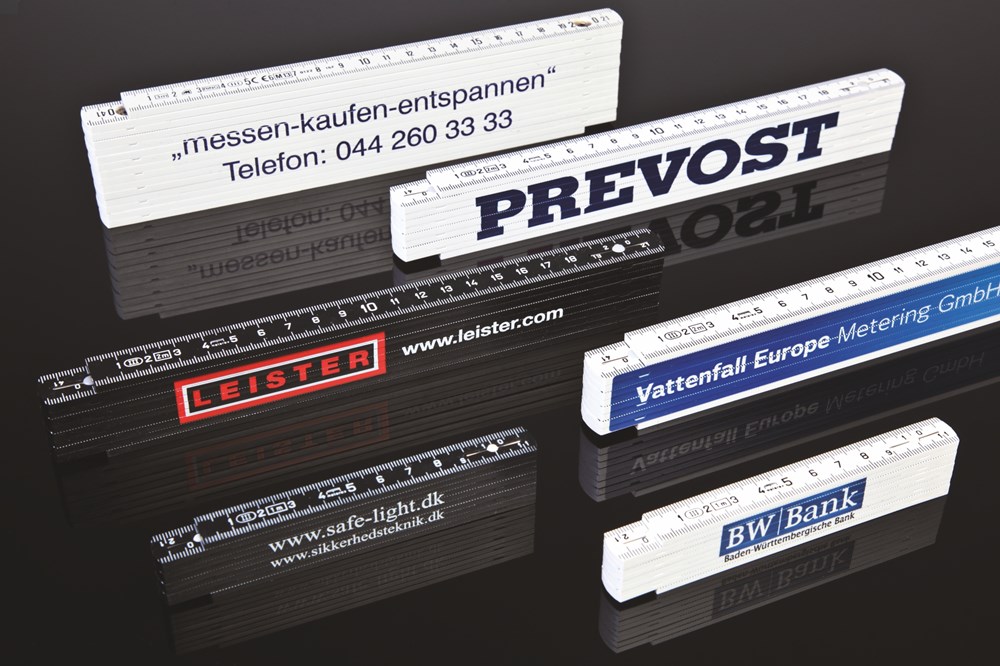 „messen-kaufen-entspannen“
Telefon: 044 260 33 33
PREVOST
LEISTER
www.leister.com
Vattenfall Europe Metering GmbH
www.safe-light.dk
www.sikkerhedsteknik.dk
BW Bank
Baden-Württembergische Bank